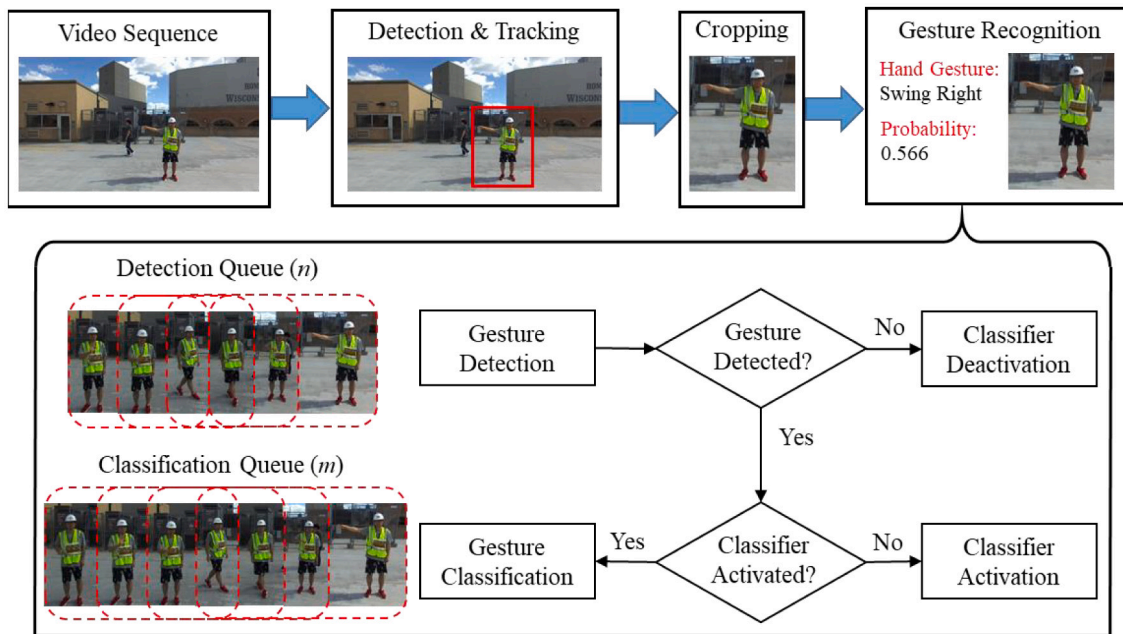 Video Sequence
Detection & Tracking
Cropping
Gesture Recognition
WISCONS
Hand Gesture:
Swing Right
Probability:
0.566
Detection Queue (n)
Gesture
Detection
Gesture
Detected?
No
Classifier
Deactivation
Yes
Classification Queue (m)
Gesture
Classification
Yes
Classifier
Activated?
No
Classifier
Activation